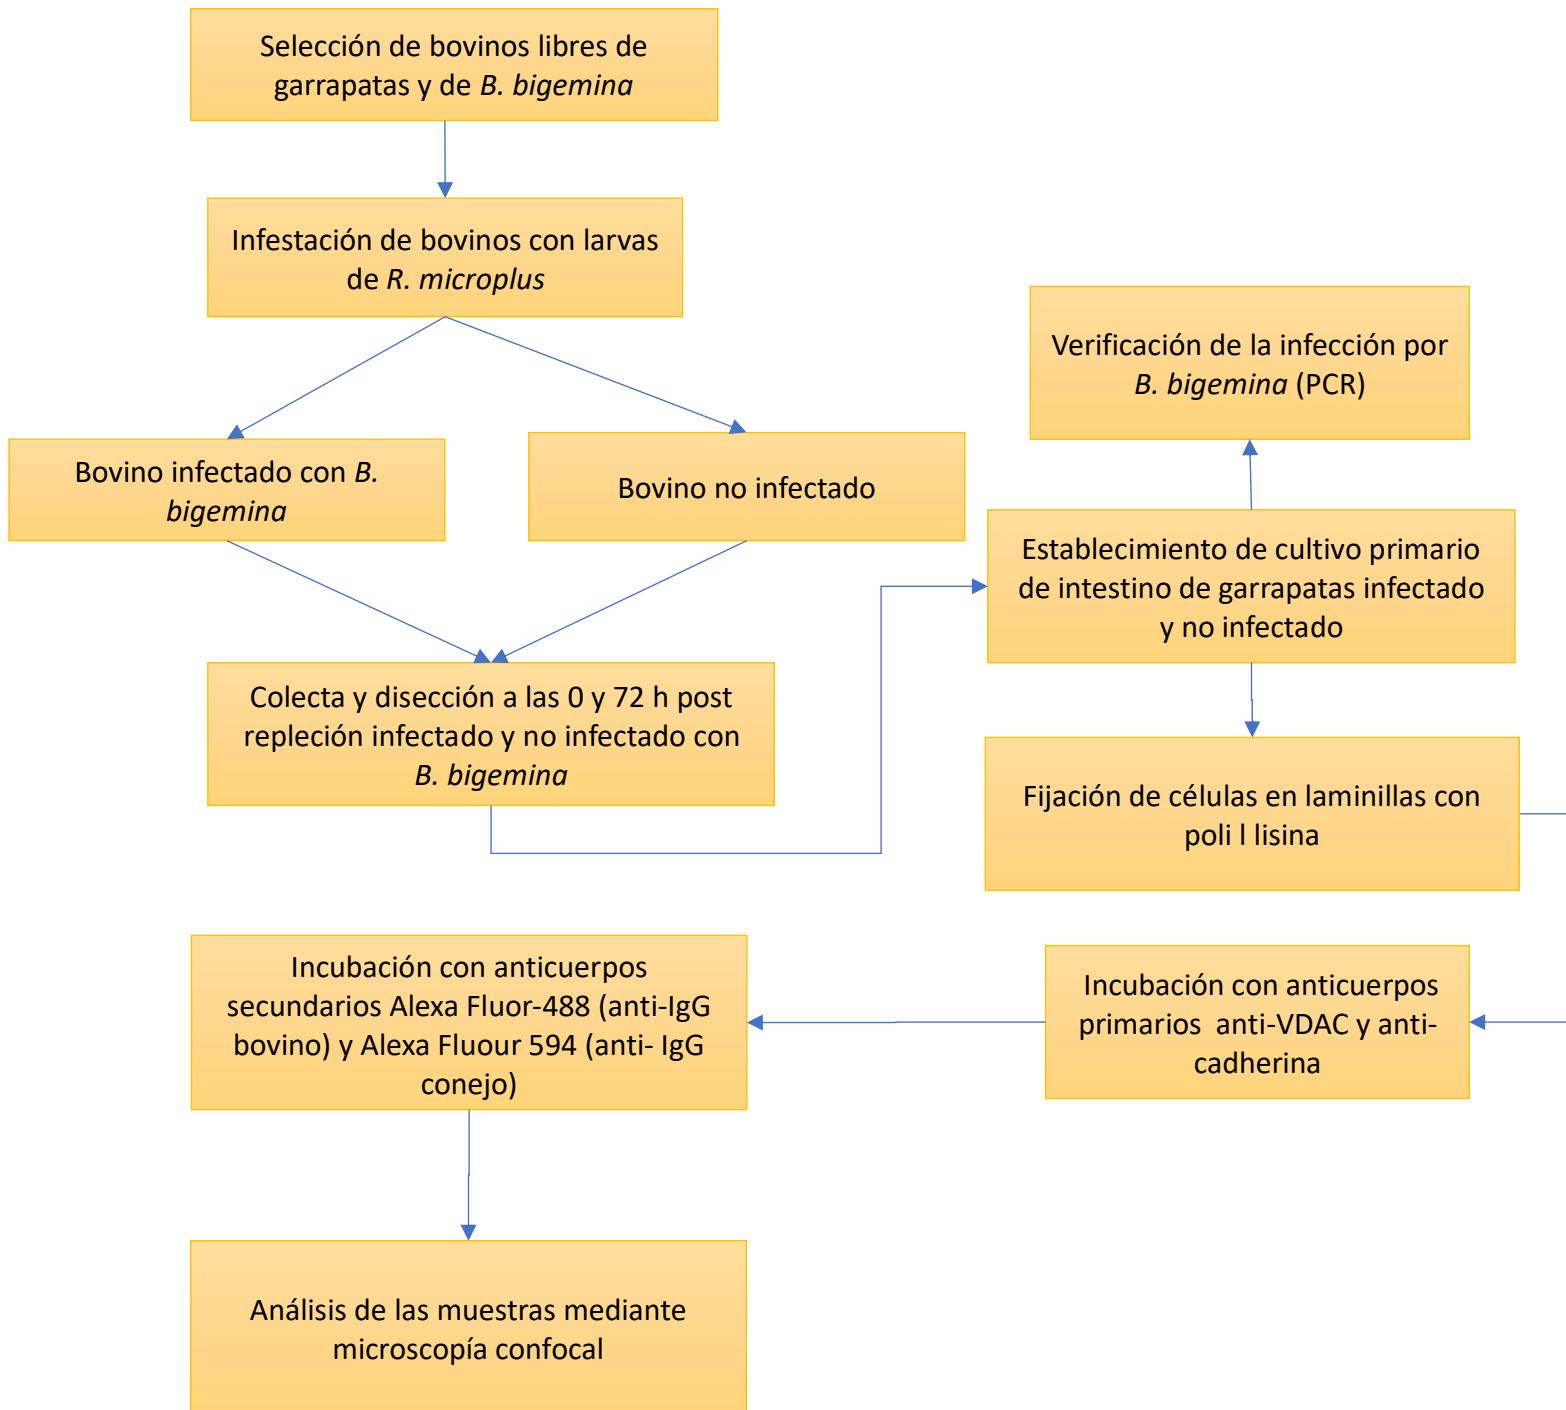 Selección de bovinos libres de
garrapatas y de B. bigemina
Infestación de bovinos con larvas
de R. microplus
Bovino infectado con B.
bigemina
Bovino no infectado
Colecta y disección a las 0 y 72 h post
repleción infectado y no infectado con
B. bigemina
Verificación de la infección por
B. bigemina (PCR)
Establecimiento de cultivo primario
de intestino de garrapatas infectado
y no infectado
Fijación de células en laminillas con
poli l lisina
Incubación con anticuerpos
primarios  anti-VDAC y anti-
cadherina
Incubación con anticuerpos
secundarios Alexa Fluor-488 (anti-IgG
bovino) y Alexa Fluour 594 (anti- IgG
conejo)
Análisis de las muestras mediante
microscopía confocal